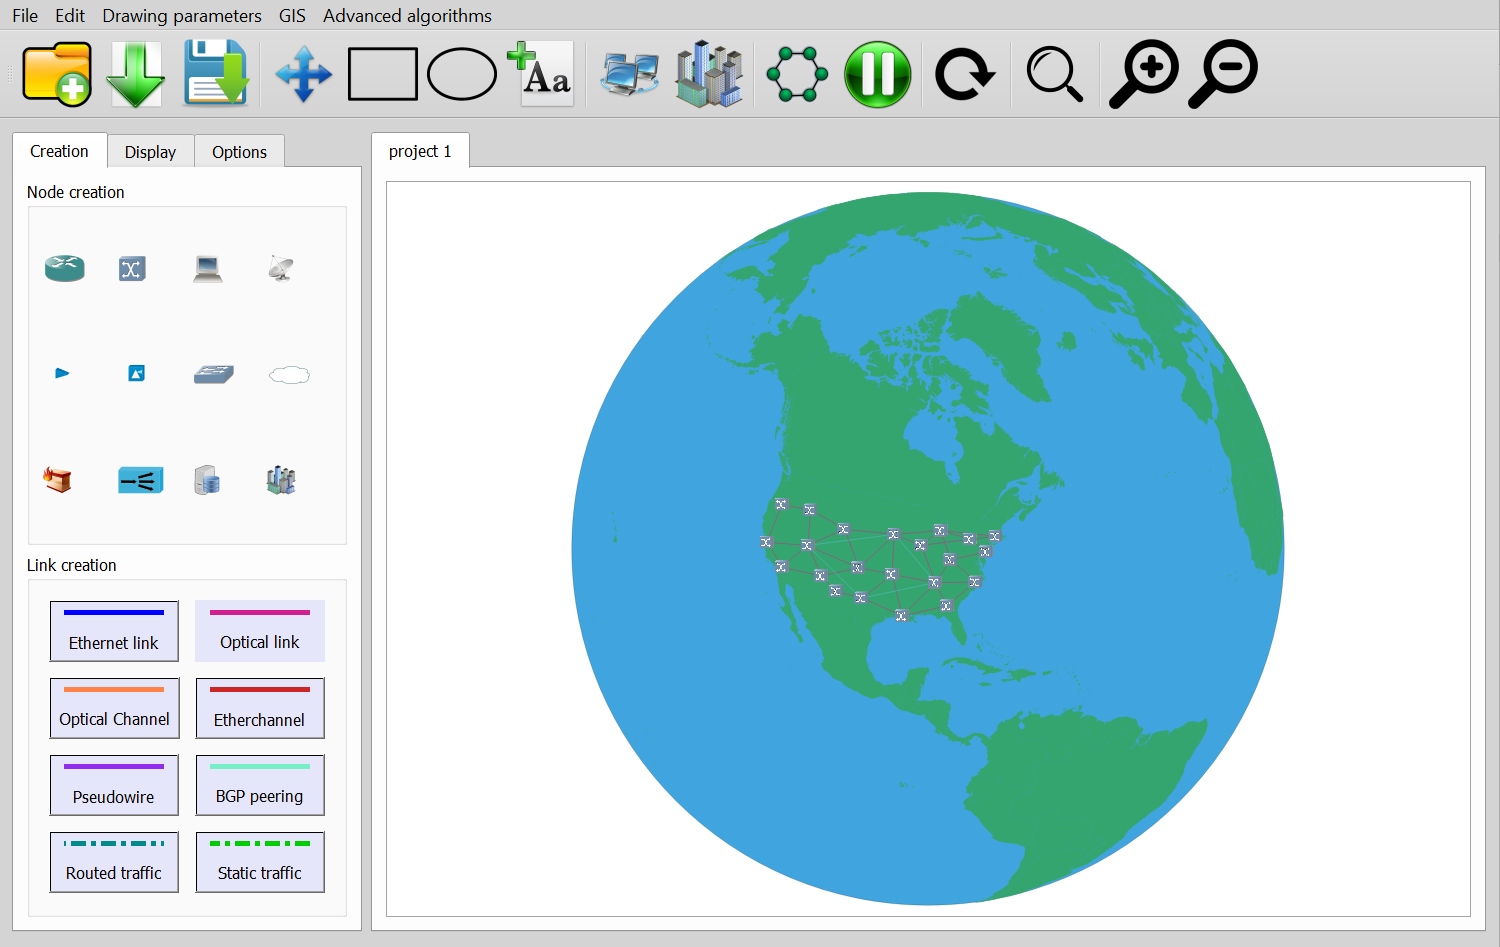 File Edit Drawing parameters GIS Advanced algorithms
Aa
Creation Display Options
project 1
Node creation
Link creation
Ethernet link Optical link
Optical Channel Etherchannel
Pseudowire BGP peering
Routed traffic Static traffic